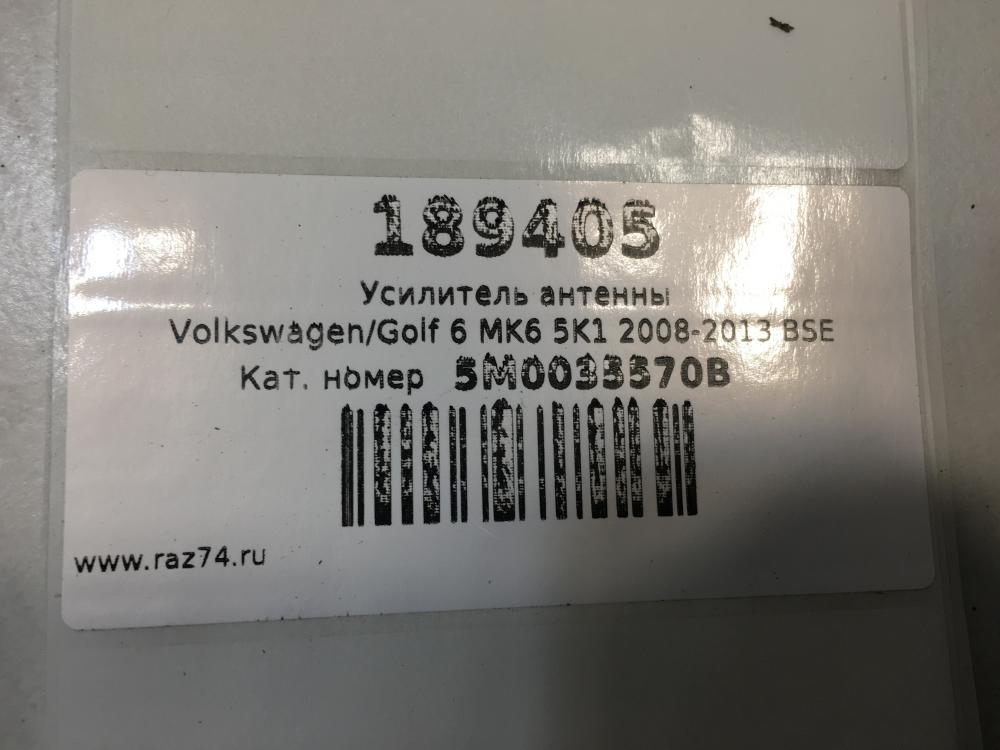 189405
Усилитель антенны
Volkswagen/Golf 6 MK6 5K1 2008-2013 BSE
Кат. номер 5M0035570B
www.raz74.ru